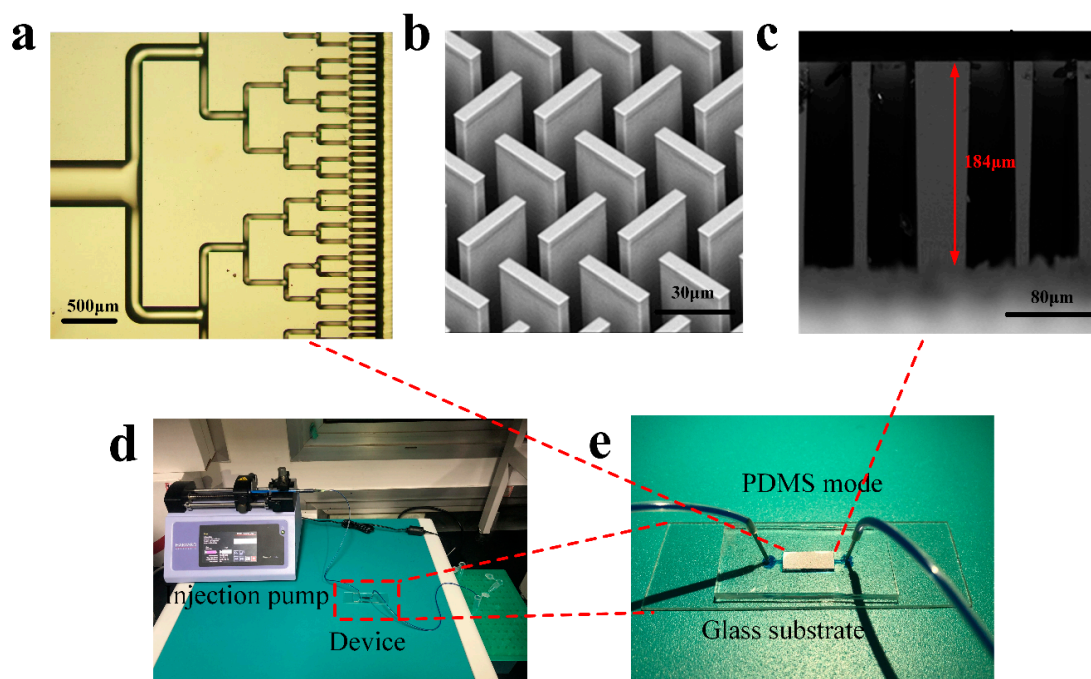 a
b
c
500μm
30μm
184μm
80μm
d
e
Injection pump
Device
PDMS mode
Glass substrate